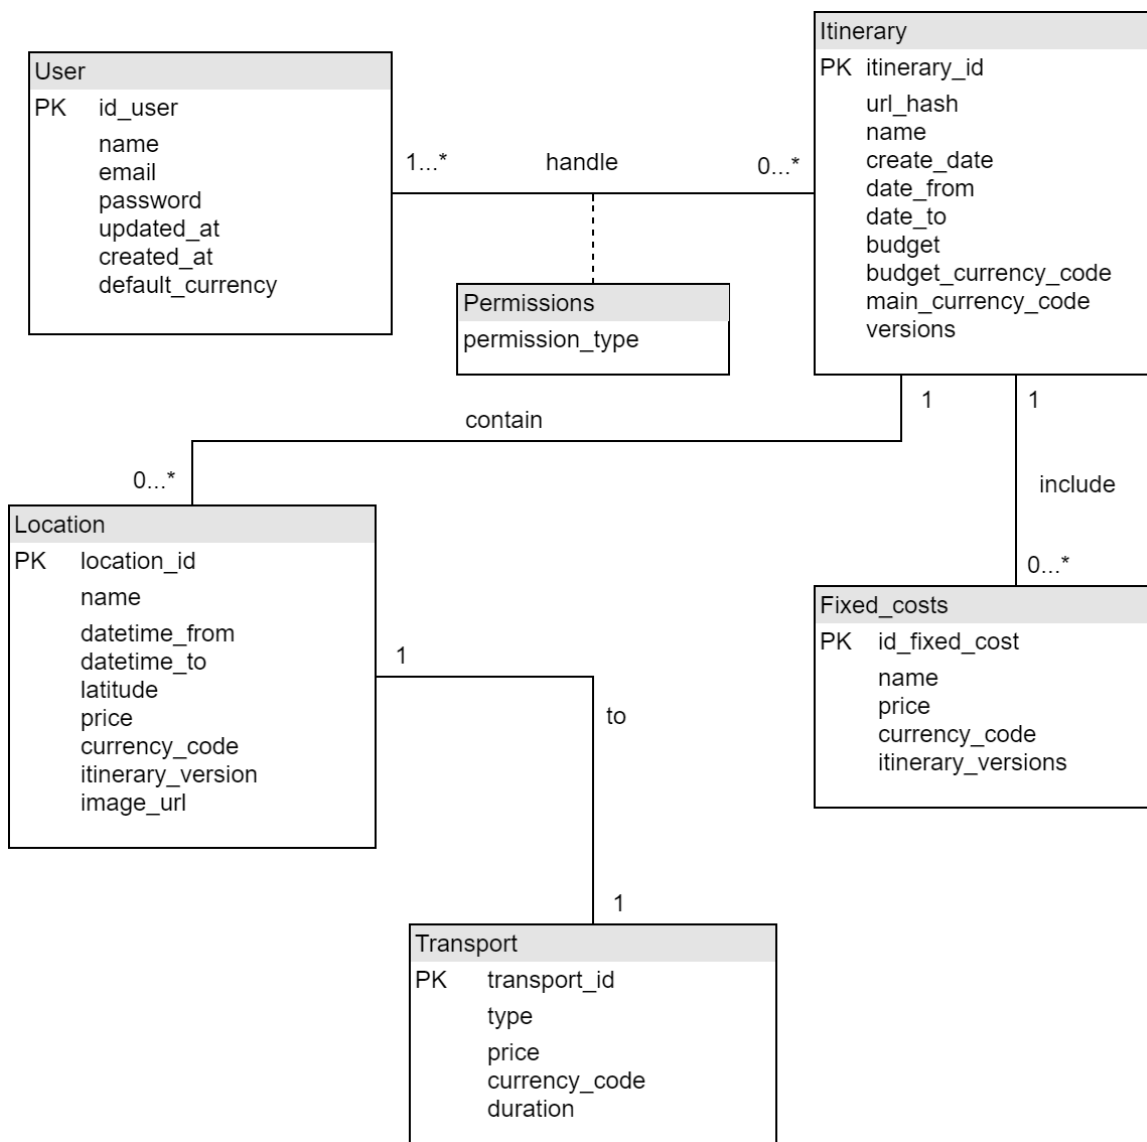 User
PK id_user
name
email
password
updated_at
created_at
default_currency
1...*
handle
0...*
Itinerary
PK itinerary_id
url_hash
name
create_date
date_from
date_to
budget
budget_currency_code
main_currency_code
versions
Permissions
permission_type
contain
1
1
0...*
include
0...*
Location
PK location_id
name
datetime_from
datetime_to
latitude
price
currency_code
itinerary_version
image_url
1
to
1
Fixed_costs
PK id_fixed_cost
name
price
currency_code
itinerary_versions
Transport
PK transport_id
type
price
currency_code
duration